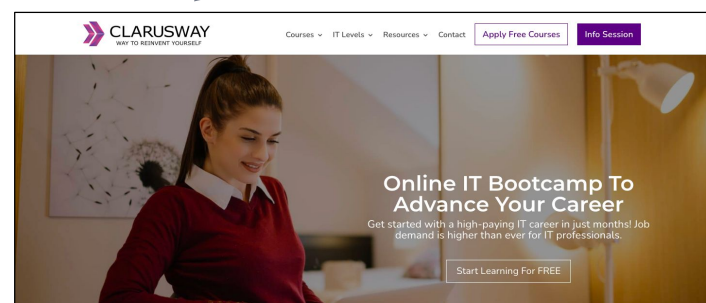 CLARUSWAY
WAY TO REINVENT YOURSELF
Courses
IT Levels
Resources
Contact
Apply Free Courses
Info Session
Online IT Bootcamp To
Advance Your Career
Get started with a high-paying IT career in just months! Job
demand is higher than ever for IT professionals.
Start Learning For FREE